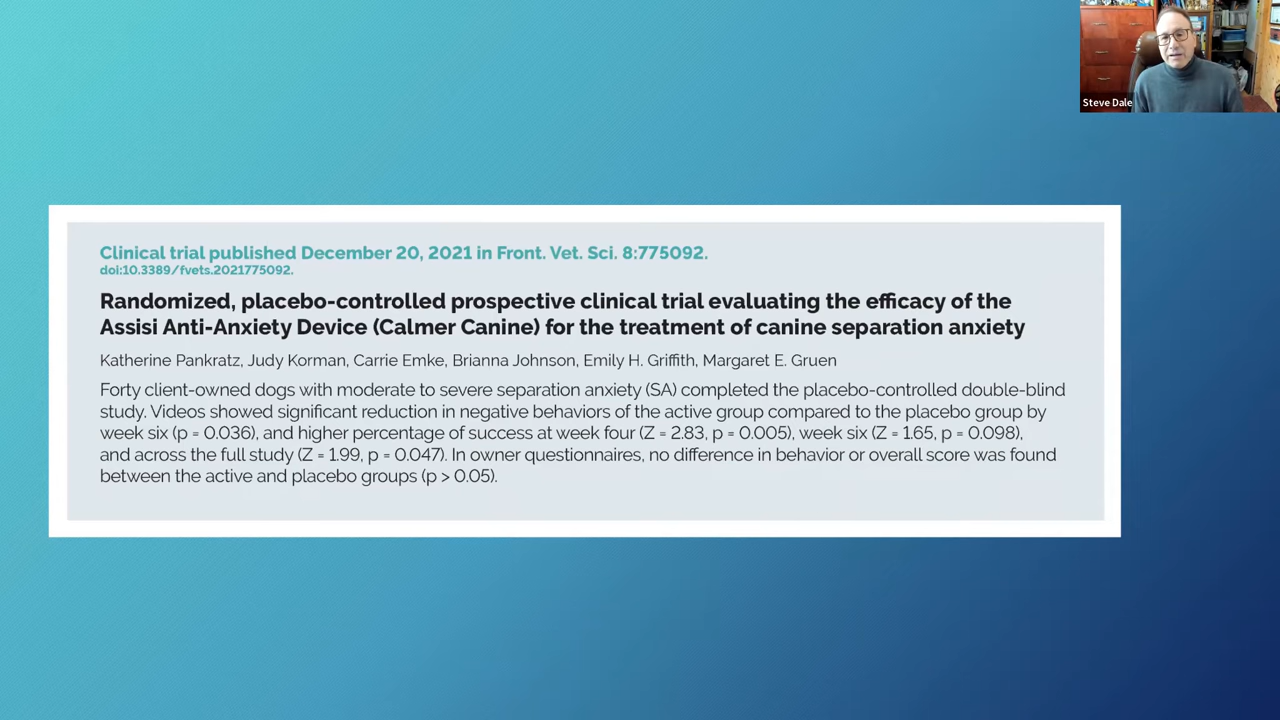 Steve Dale
Clinical trial published December 20, 2021 in Front. Vet. Sci. 8:775092.
doi:10.3389/fvets.2021775092.
Randomized, placebo-controlled prospective clinical trial evaluating the efficacy of the
Assisi Anti-Anxiety Device (Calmer Canine) for the treatment of canine separation anxiety
Katherine Pankratz, Judy Korman, Carrie Emke, Brianna Johnson, Emily H. Griffith, Margaret E. Gruen
Forty client-owned dogs with moderate to severe separation anxiety (SA) completed the placebo-controlled double-blind
study. Videos showed significant reduction in negative behaviors of the active group compared to the placebo group by
week six (p = 0.036), and higher percentage of success at week four (Z = 2.83, p = 0.005), week six (Z = 1.65, p = 0.098),
and across the full study (Z = 1.99, p = 0.047). In owner questionnaires, no difference in behavior or overall score was found
between the active and placebo groups (p > 0.05).